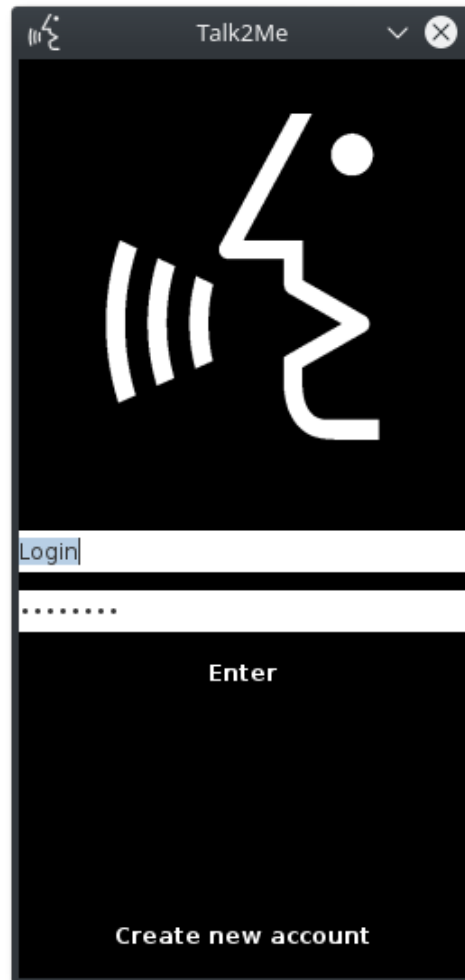 Talk2Me
Login
••••••••
Enter
Create new account